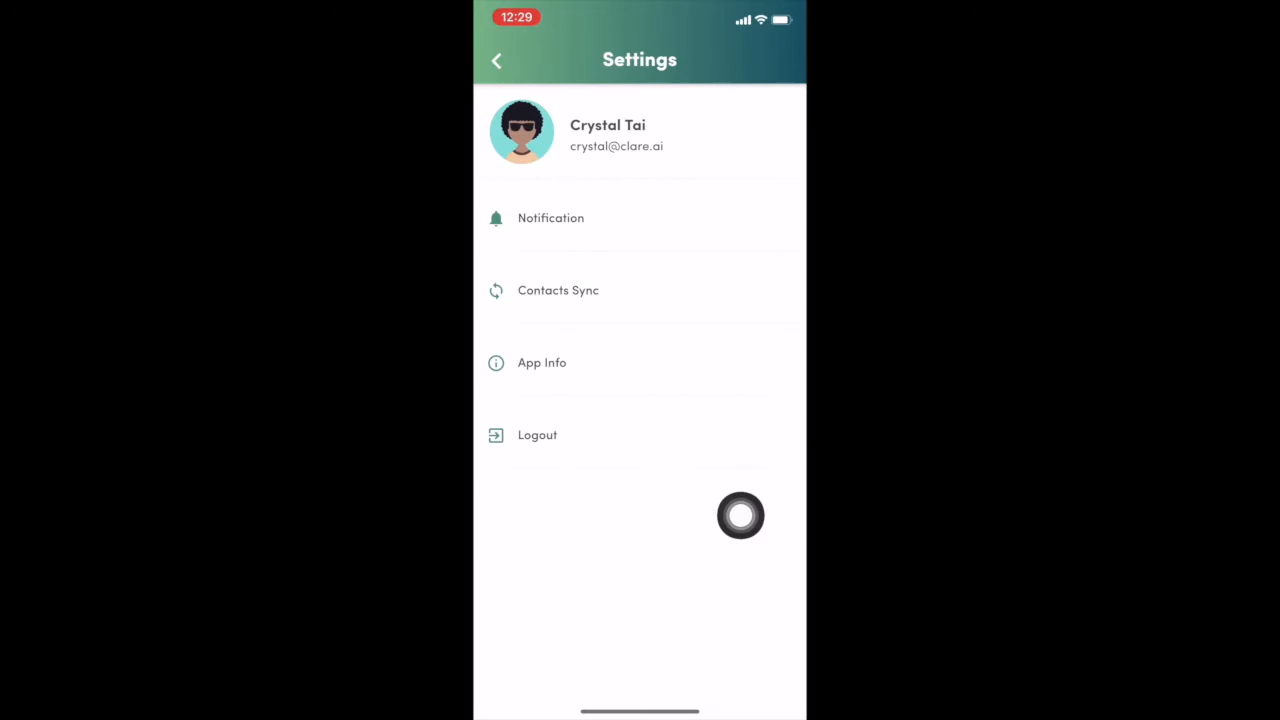 12:29
Settings
Crystal Tai
crystal@clare.ai
Notification
Contacts Sync
App Info
Logout